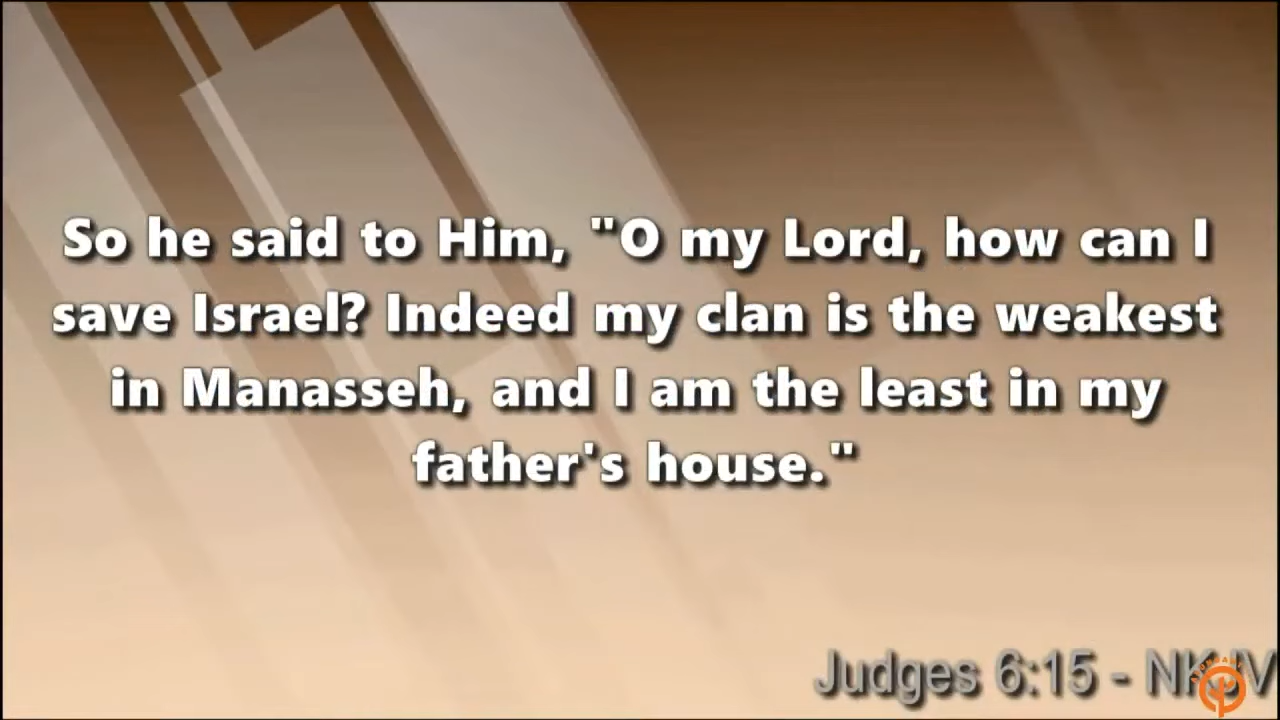 So he said to Him, "O my Lord, how can I
save Israel? Indeed my clan is the weakest
in Manasseh, and I am the least in my
father's house."
Judges 6:15 - NKJV